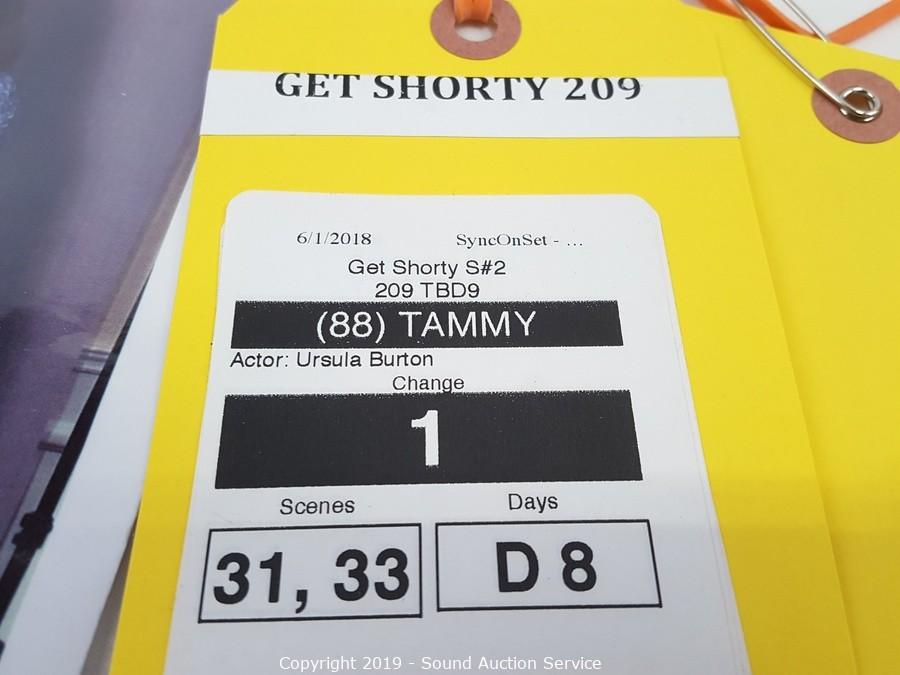 GET SHORTY 209
6/1/2018 SyncOnSet - ...
Get Shorty S#2
209 TBD9
(88) TAMMY
Actor: Ursula Burton
Change
1
Scenes Days
31, 33 D 8
Copyright 2019 - Sound Auction Service